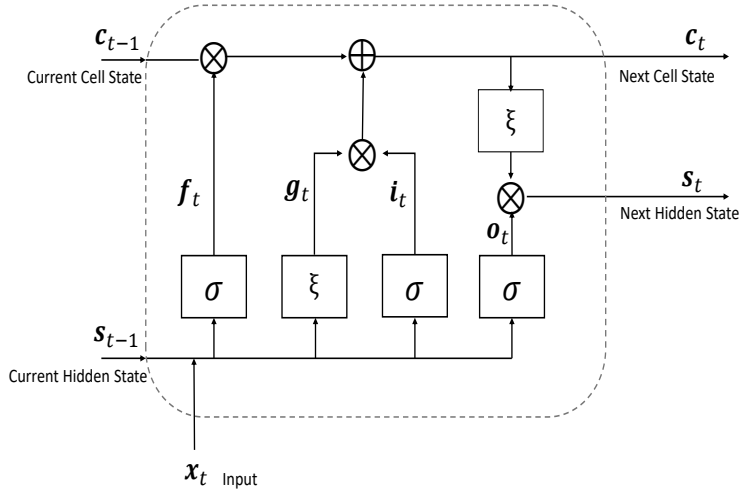 c_{t−1}
Current Cell State
c_t
Next Cell State
ξ
f_t
g_t
i_t
s_t
Next Hidden State
o_t
σ
ξ
σ
σ
s_{t−1}
Current Hidden State
x_t Input